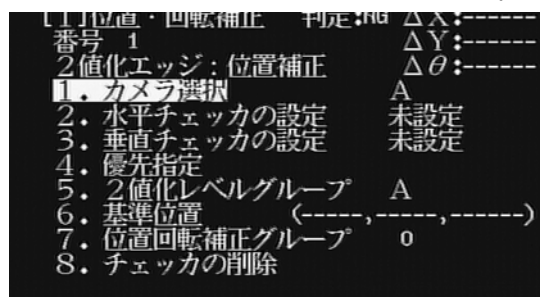 [1]位置・回転補正 判定:NG ΔX:------
番号 1 ΔY:------
2値化エッジ:位置補正 Δθ:------
1. カメラ選択 A
2. 水平チェッカの設定 未設定
3. 垂直チェッカの設定 未設定
4. 優先指定
5. 2値化レベルグループ A
6. 基準位置 (-----,-----,------)
7. 位置回転補正グループ 0
8. チェッカの削除